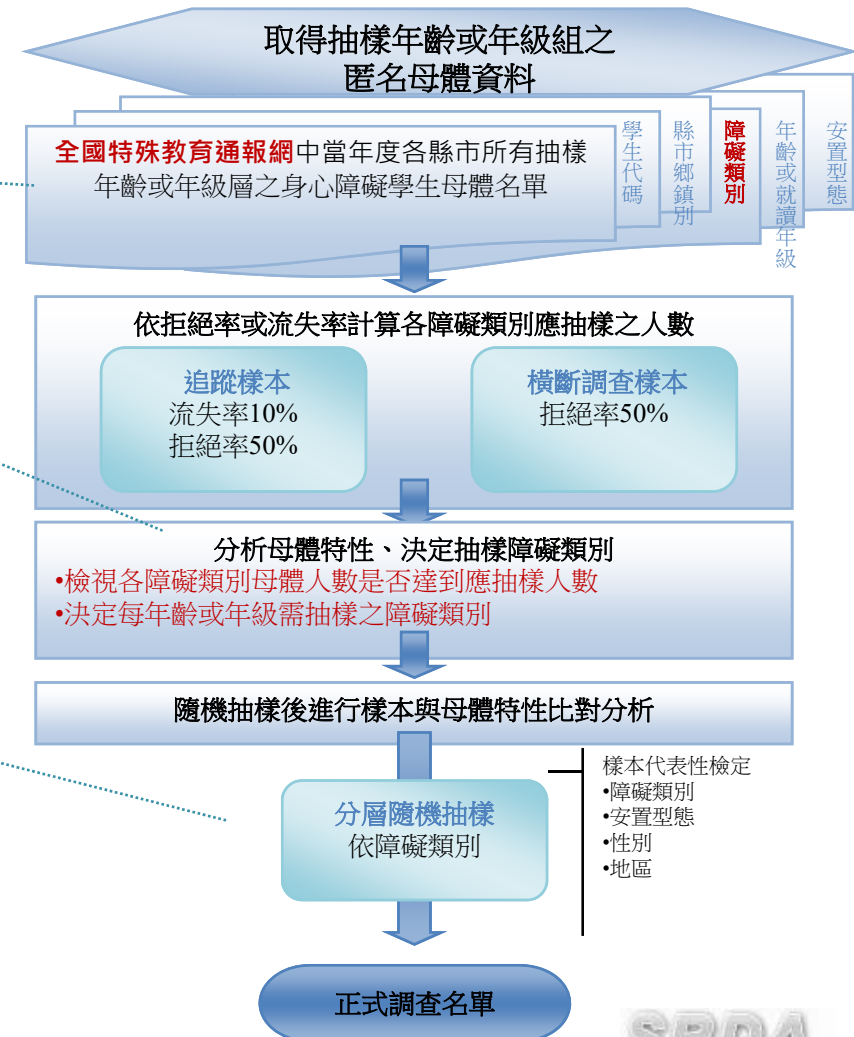 取得抽樣年齡或年級組之
匿名母體資料
全國特殊教育通報網中當年度各縣市所有抽樣
年齡或年級層之身心障礙學生母體名單
學生代碼
縣市鄉鎮別
障礙類別
年齡或就讀年級
安置型態
依拒絕率或流失率計算各障礙類別應抽樣之人數
追蹤樣本
流失率10%
拒絕率50%
橫斷調查樣本
拒絕率50%
分析母體特性、決定抽樣障礙類別
•檢視各障礙類別母體人數是否達到應抽樣人數
•決定每年齡或年級需抽樣之障礙類別
隨機抽樣後進行樣本與母體特性比對分析
分層隨機抽樣
依障礙類別
樣本代表性檢定
•障礙類別
•安置型態
•性別
•地區
正式調查名單
SRDA